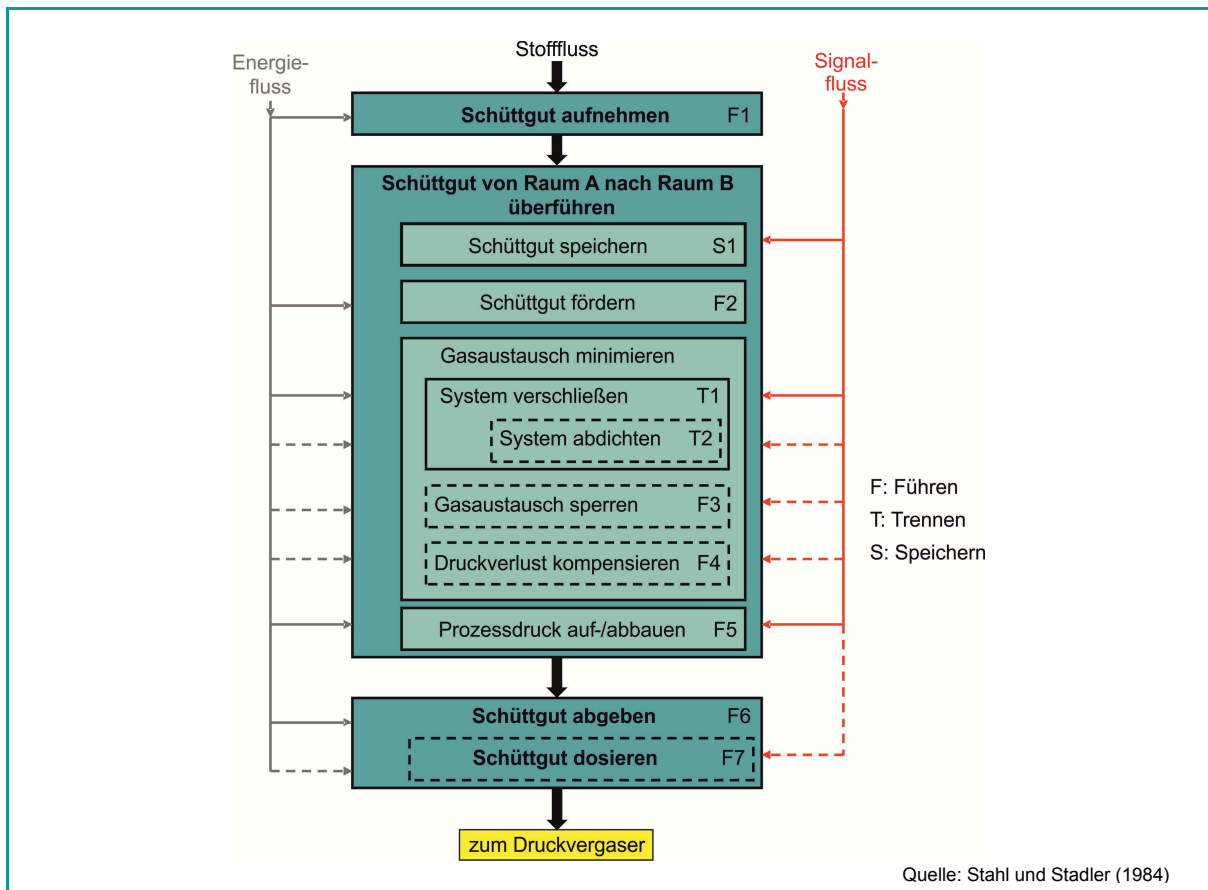 Stofffluss
Energie-
fluss
Signal-
fluss
Schüttgut aufnehmen F1
Schüttgut von Raum A nach Raum B
überführen
Schüttgut speichern S1
Schüttgut fördern F2
Gasaustausch minimieren
System verschließen T1
System abdichten T2
Gasaustausch sperren F3
Druckverlust kompensieren F4
Prozessdruck auf-/abbauen F5
Schüttgut abgeben F6
Schüttgut dosieren F7
zum Druckvergaser
F: Führen
T: Trennen
S: Speichern
Quelle: Stahl und Stadler (1984)